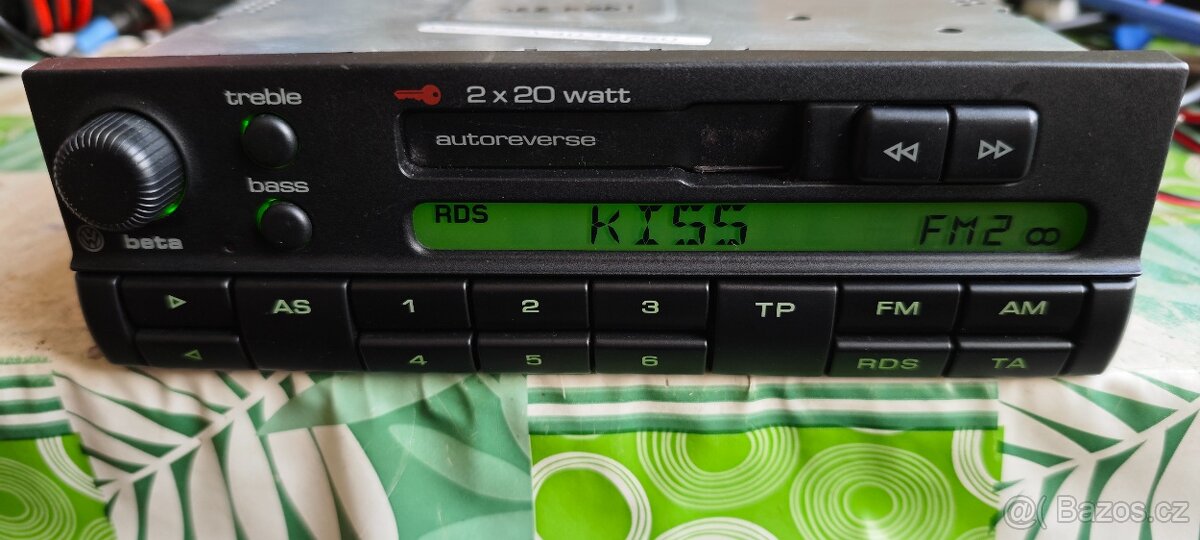 treble
2 x 20 watt
autoreverse
bass
RDS KISS FM2
beta
AS 1 2 3 TP FM AM
4 5 6 RDS TA
@Bazos.cz